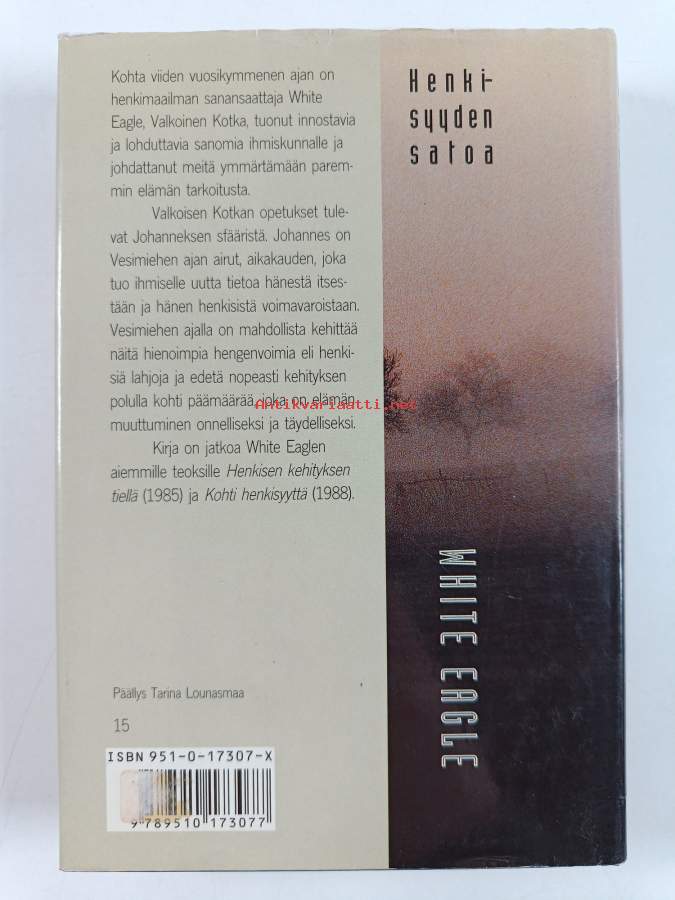 Kohta viiden vuosikymmenen ajan on
henkimaailman sanansaattaja White
Eagle, Valkoinen Kotka, tuonut innostavia
ja lohduttavia sanomia ihmiskunnalle ja
johdattanut meitä ymmärtämään parem-
min elämän tarkoitusta.
Valkoisen Kotkan opetukset tule-
vat Johanneksen sfääristä. Johannes on
Vesimiehen ajan airut, aikakauden, joka
tuo ihmiselle uutta tietoa hänestä itses-
tään ja hänen henkisistä voimavaroistaan.
Vesimiehen ajalla on mahdollista kehittää
näitä hienoimpia hengenvoimia eli henki-
siä lahjoja ja edetä nopeasti kehityksen
polulla kohti päämäärää, joka on elämän
muuttuminen onnelliseksi ja täydelliseksi.
Kirja on jatkoa White Eaglen
aiemmille teoksille Henkisen kehityksen
tiellä (1985) ja Kohti henkisyyttä (1988).
Päällys Tarina Lounasmaa
15
ISBN 951-0-17307-X
9 789510 173077
Henki-
syyden
satoa
WHITE EAGLE
Antikvariaatti.net